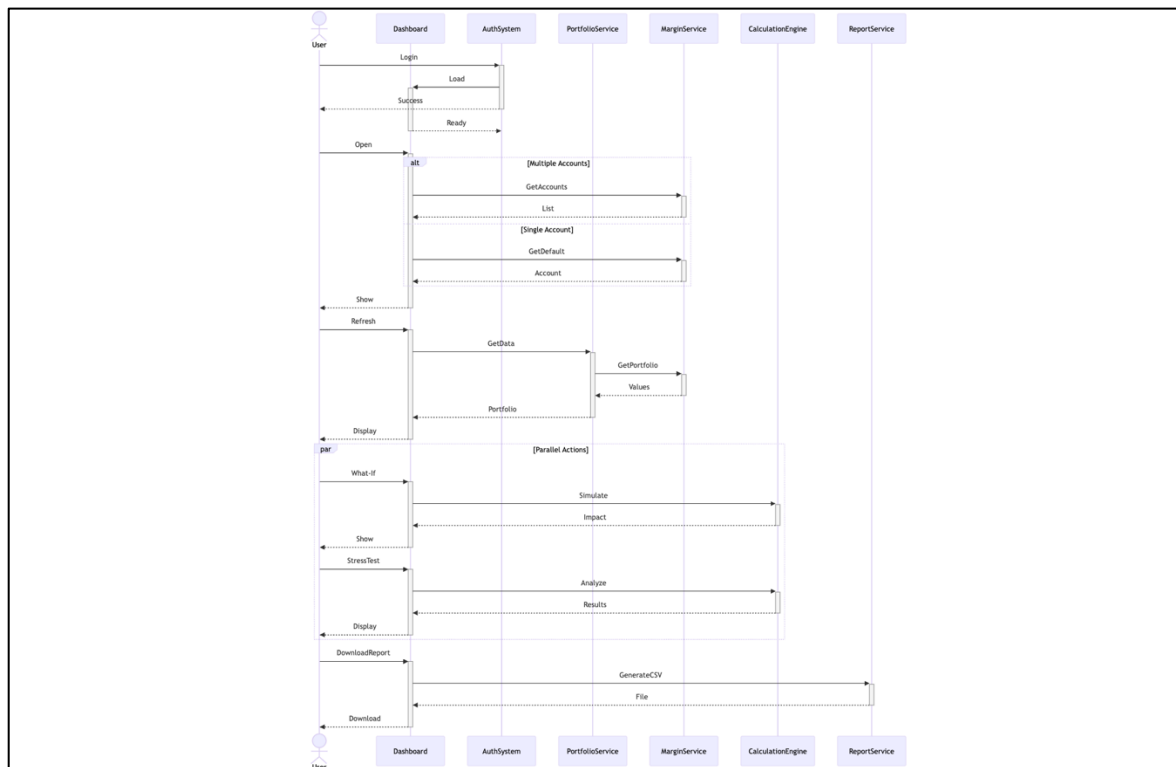 User
Dashboard
AuthSystem
PortfolioService
MarginService
CalculationEngine
ReportService
Login
Load
Success
Ready
Open
alt
[Multiple Accounts]
GetAccounts
List
[Single Account]
GetDefault
Account
Show
Refresh
GetData
GetPortfolio
Values
Portfolio
Display
par
[Parallel Actions]
What-If
Simulate
Impact
Show
StressTest
Analyze
Results
Display
DownloadReport
GenerateCSV
File
Download
Dashboard
AuthSystem
PortfolioService
MarginService
CalculationEngine
ReportService
User